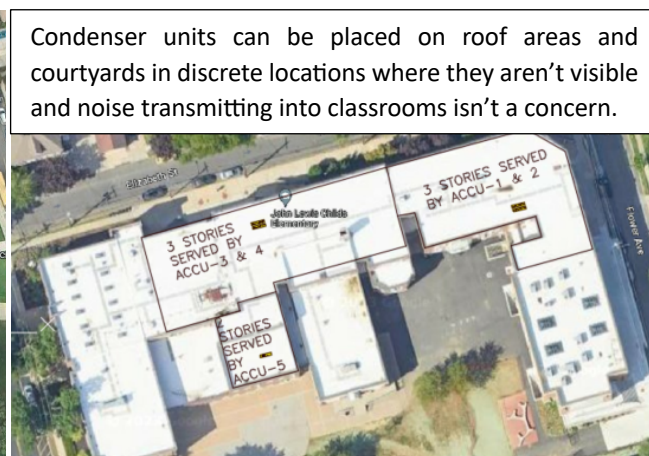 Condenser units can be placed on roof areas and
courtyards in discrete locations where they aren't visible
and noise transmitting into classrooms isn't a concern.
Elizabeth St
3 STORIES SERVED
BY ACCU-1 & 2
John Lewis Childs
Elementary
3 STORIES
SERVED BY
ACCU-3 & 4
Flower Ave
2
STORIES
SERVED
BY
ACCU-5